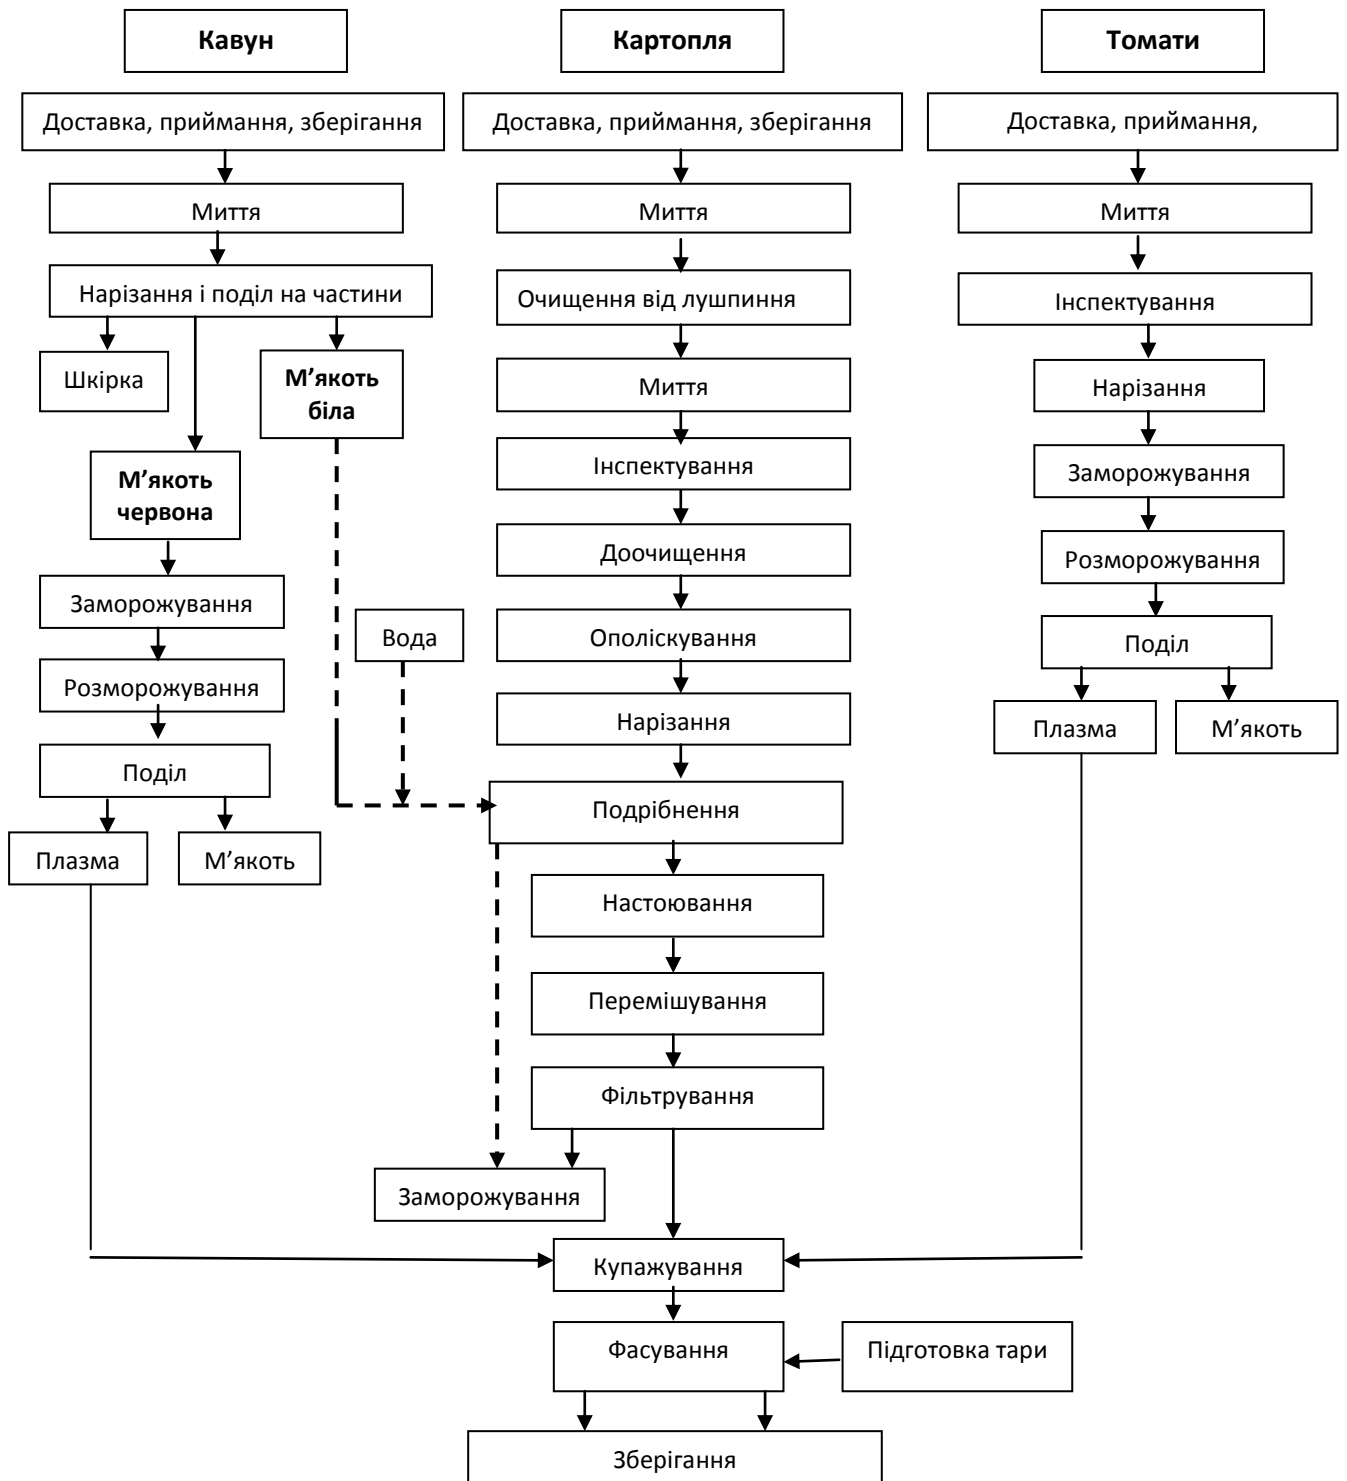 Кавун
Картопля
Томати
Доставка, приймання, зберігання
Доставка, приймання, зберігання
Доставка, приймання,
Миття
Миття
Миття
Нарізання і поділ на частини
Очищення від лушпиння
Інспектування
Шкірка
М’якоть
біла
Миття
Нарізання
М’якоть
червона
Інспектування
Заморожування
Доочищення
Розморожування
Заморожування
Вода
Ополіскування
Поділ
Розморожування
Нарізання
Плазма
М’якоть
Поділ
Подрібнення
Плазма
М’якоть
Настоювання
Перемішування
Фільтрування
Заморожування
Купажування
Фасування
Підготовка тари
Зберігання